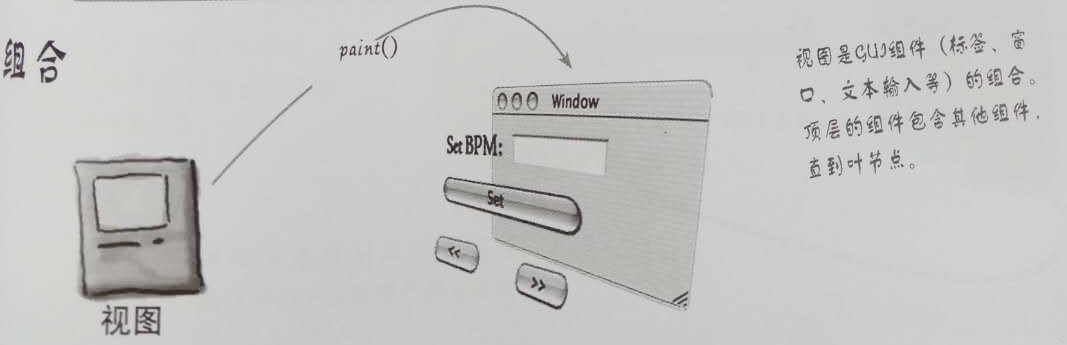 组合
paint()
视图
Window
Set BPM:
Set
<<
>>
视图是GUI组件（标签、窗
口、文本输入等）的组合。
顶层的组件包含其他组件，
直到叶节点。